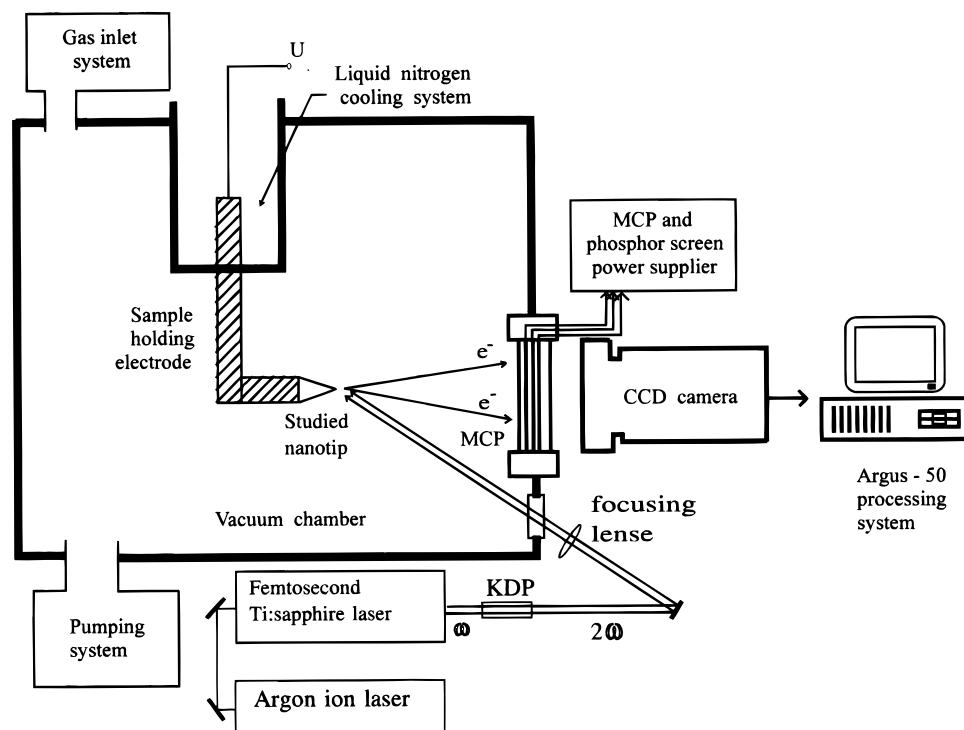 Gas inlet
system
U
Liquid nitrogen
cooling system
MCP and
phosphor screen
power supplier
Sample
holding
electrode
e-
e-
Studied
nanotip
MCP
CCD camera
Argus - 50
processing
system
Vacuum chamber
focusing
lense
Femtosecond
Ti:sapphire laser
KDP
ω
2ω
Pumping
system
Argon ion laser